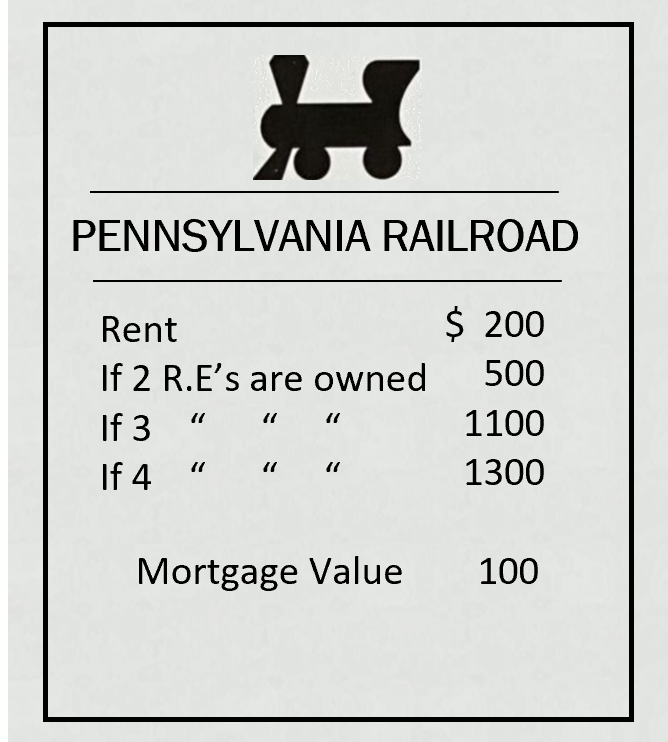 PENNSYLVANIA RAILROAD
Rent $ 200
If 2 R.E’s are owned 500
If 3 “ “ “ 1100
If 4 “ “ “ 1300
Mortgage Value 100